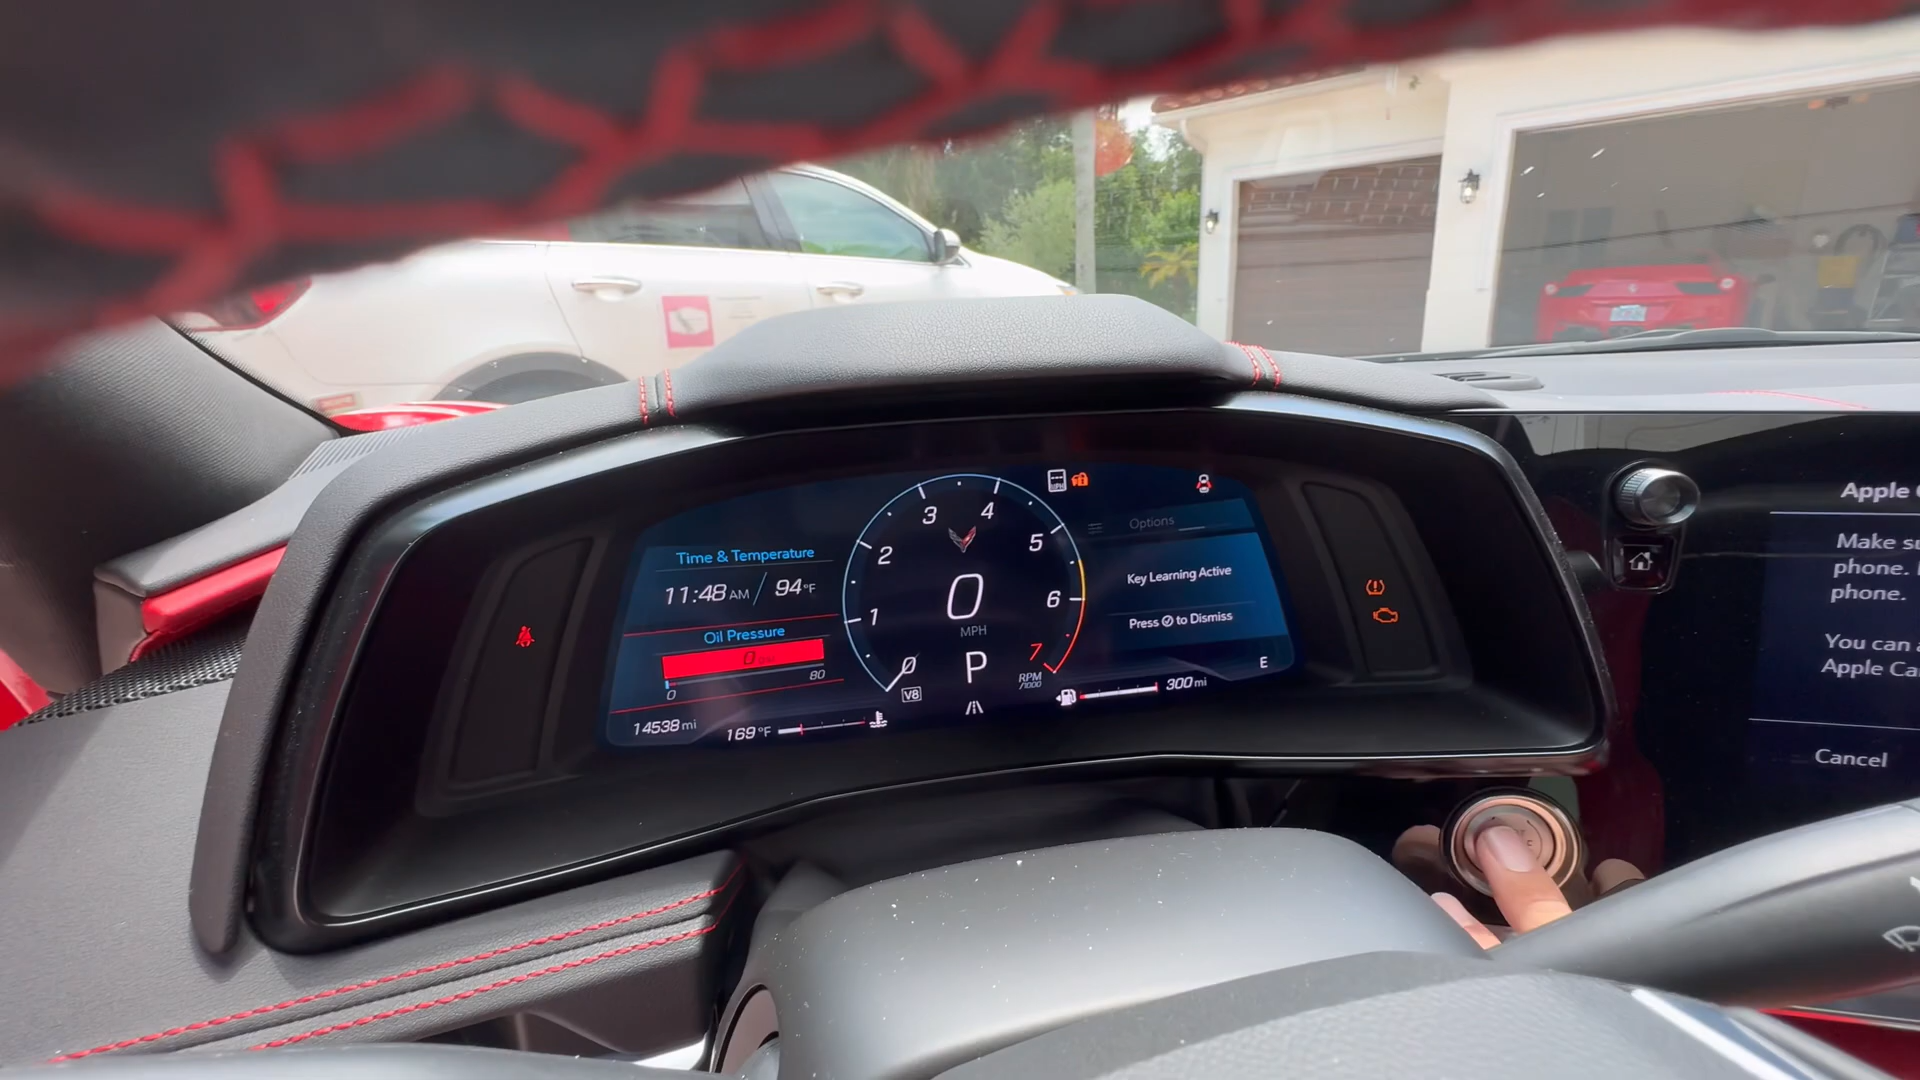 Time & Temperature
11:48 AM / 94°F
Oil Pressure
0
0
80
14538 mi
169°F
0
1
2
3
4
5
6
7
V8
0
MPH
P
RPM
/1000
MPH
300 mi
Options
Key Learning Active
Press to Dismiss
E
Apple
Make su
phone.
phone.
You can a
Apple Ca
Cancel